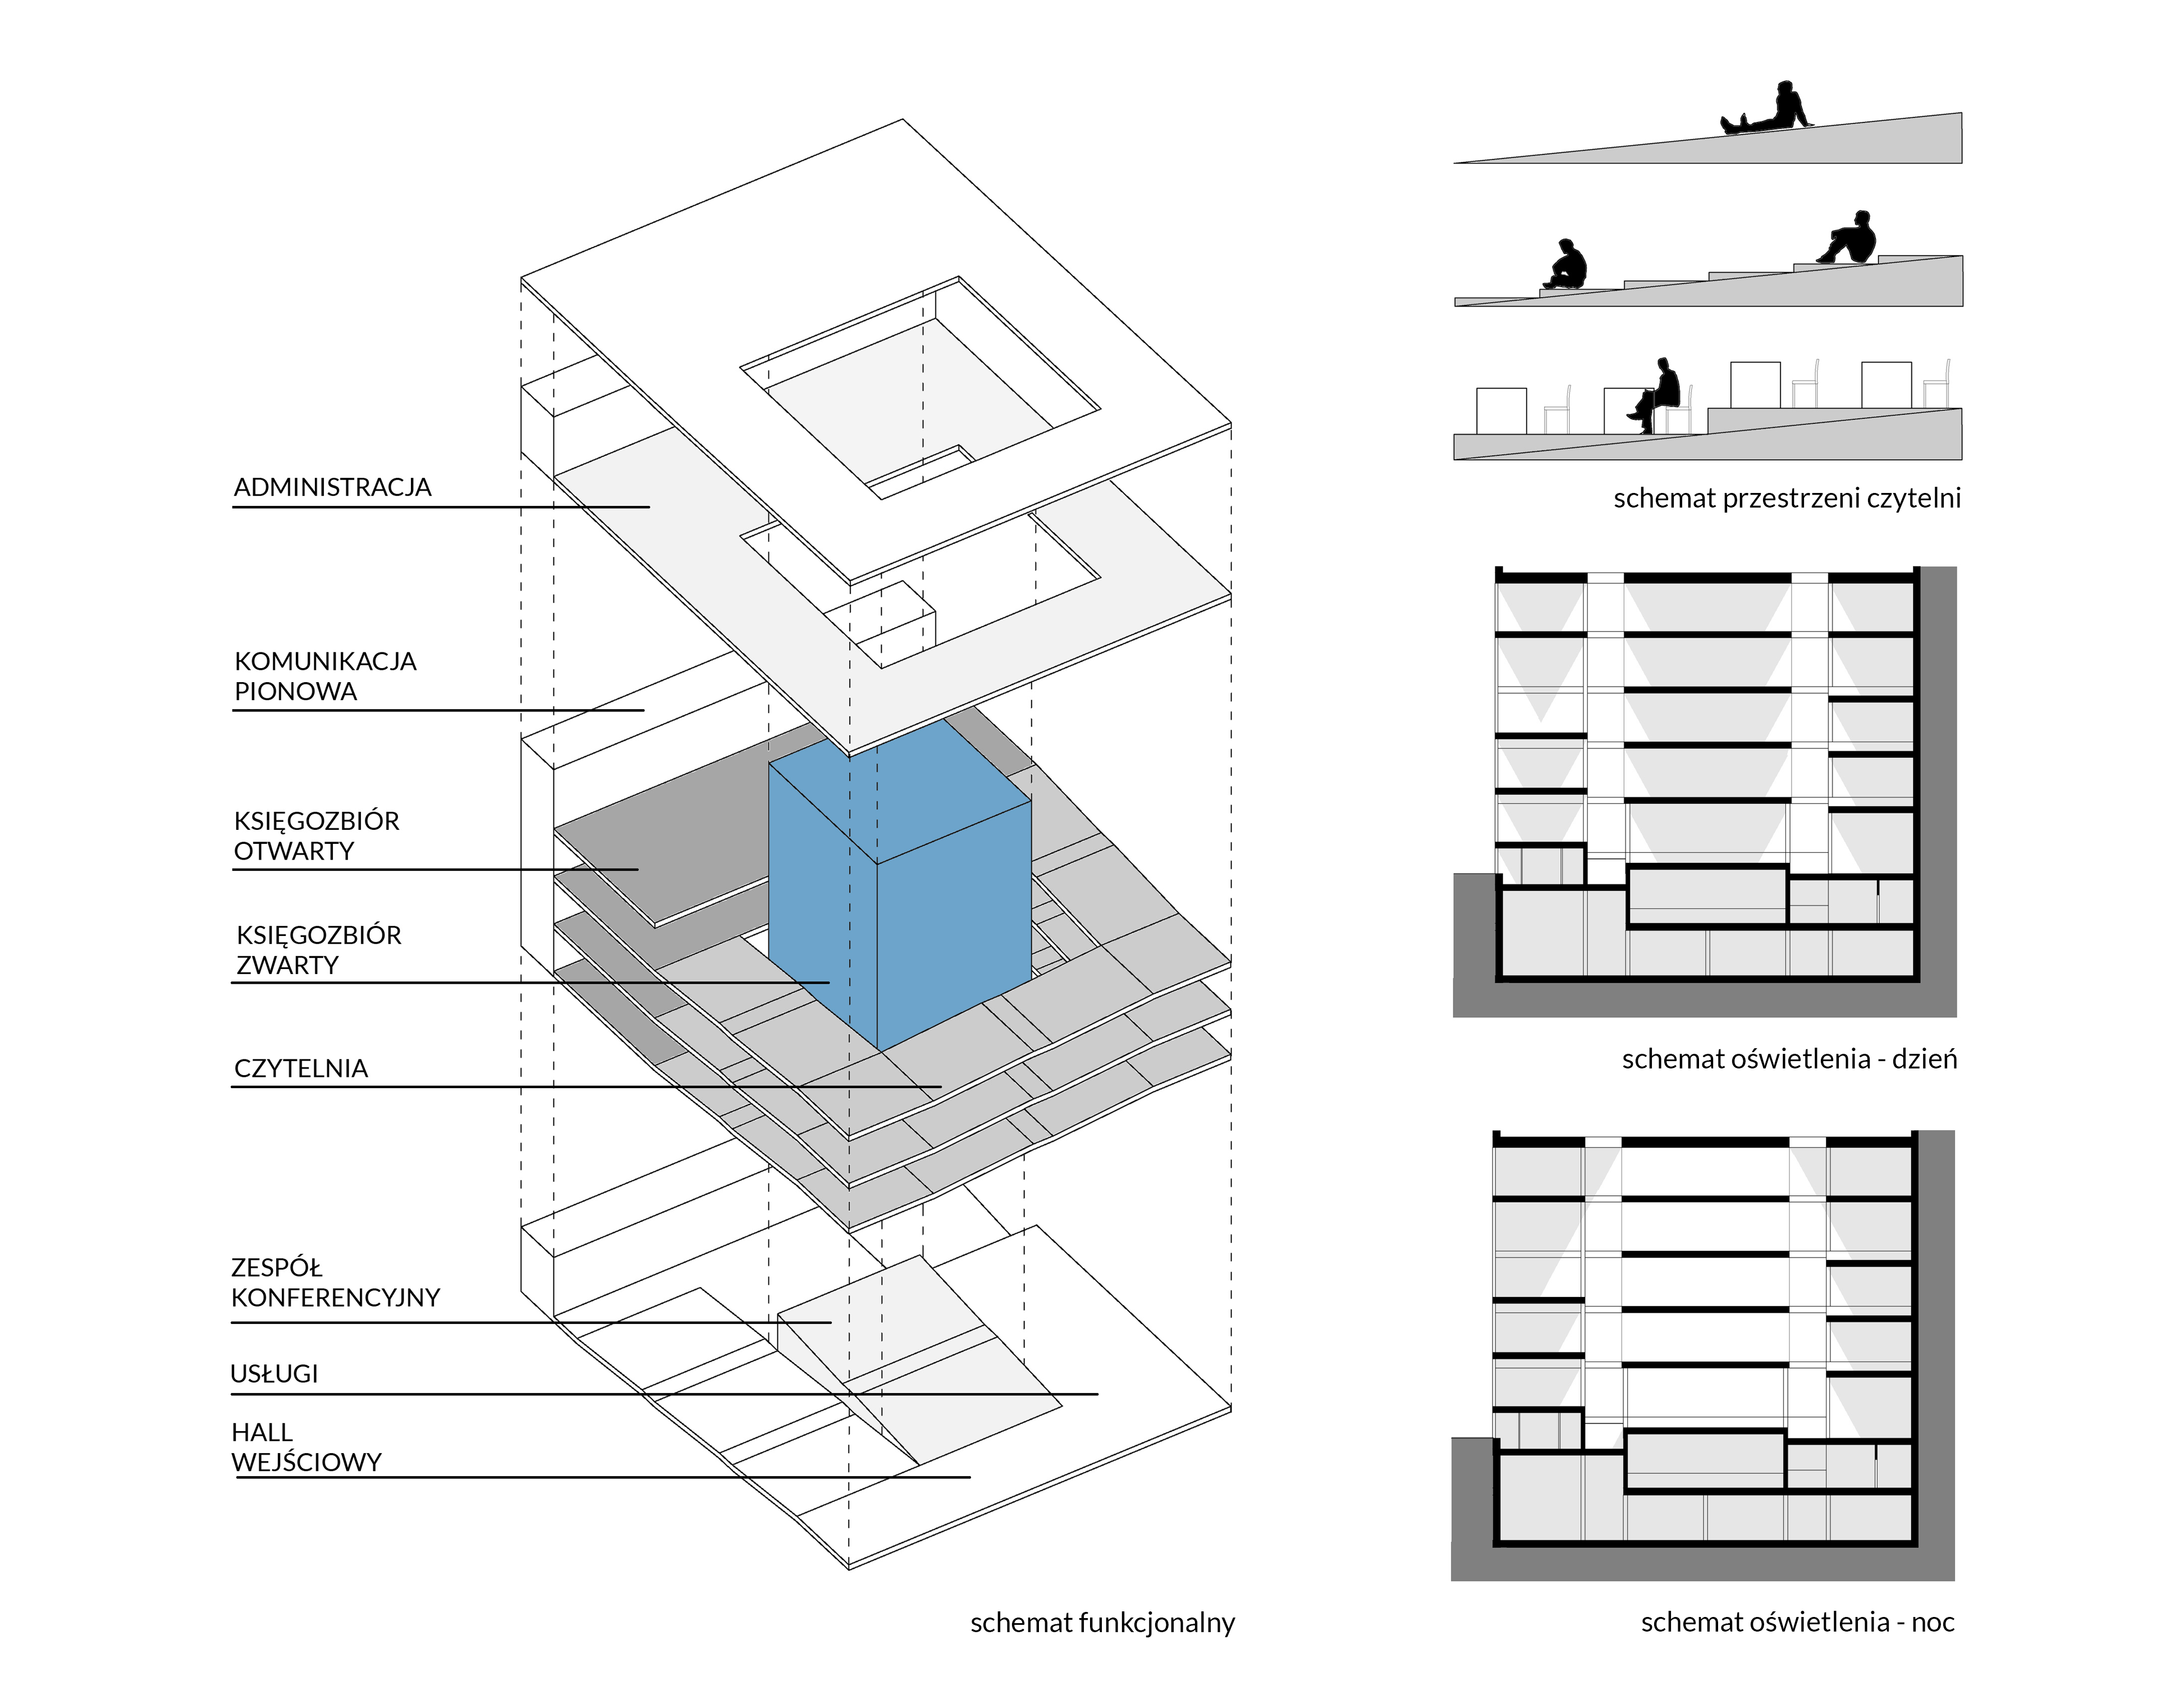 ADMINISTRACJA
KOMUNIKACJA
PIONOWA
KSIĘGOZBIÓR
OTWARTY
KSIĘGOZBIÓR
ZWARTY
CZYTELNIA
ZESPÓŁ
KONFERENCYJNY
USŁUGI
HALL
WEJŚCIOWY
schemat funkcjonalny
schemat przestrzeni czytelni
schemat oświetlenia - dzień
schemat oświetlenia - noc